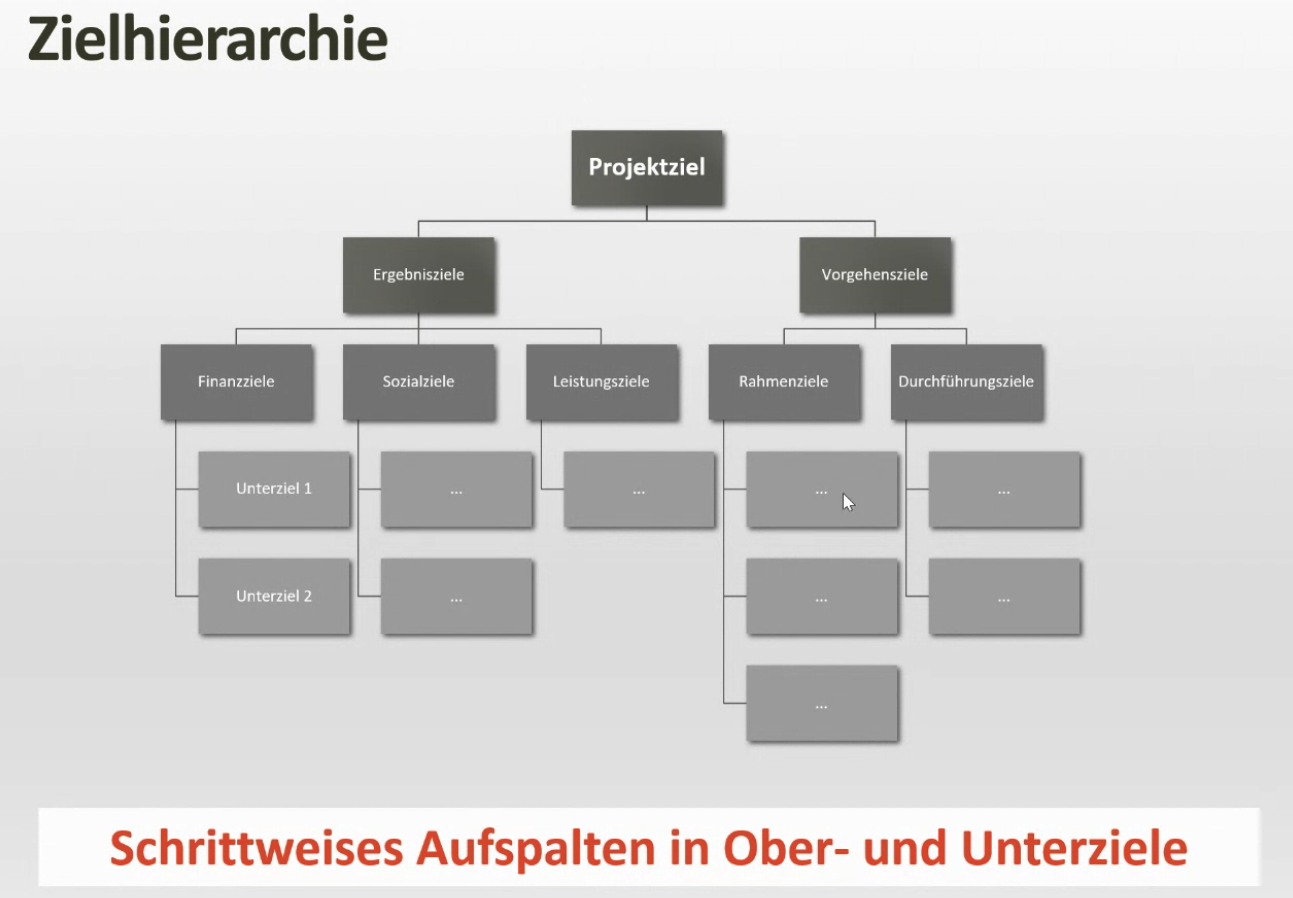 Zielhierarchie
Projektziel
Ergebnisziele
Vorgehensziele
Finanzziele
Sozialziele
Leistungsziele
Rahmenziele
Durchführungsziele
Unterziel 1
...
...
...
...
Unterziel 2
...
...
...
...
Schrittweises Aufspalten in Ober- und Unterziele